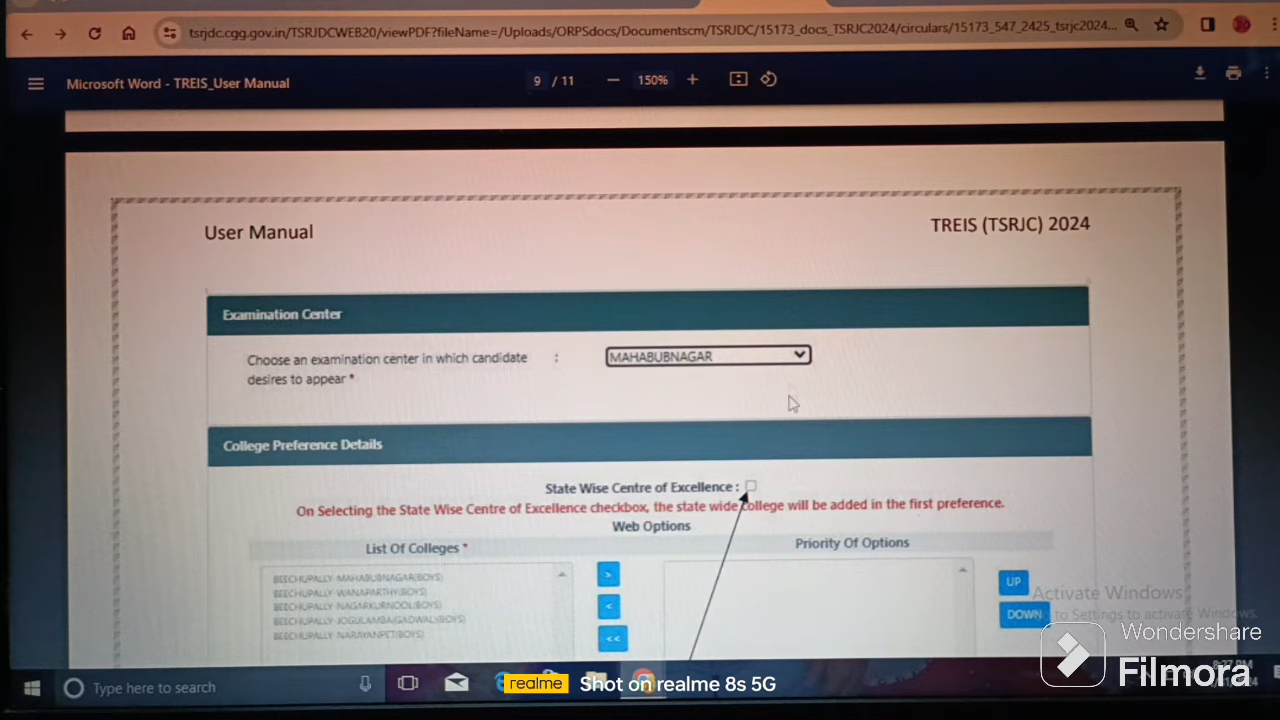 tsrjdc.cgg.gov.in/TSRJDCWEB20/viewPDF?fileName=/Uploads/ORPSdocs/Documentscm/TSRJDC/15173_docs_TSRJC2024/circulars/15173_547_2425_tsrjc2024...
Microsoft Word - TREIS_User Manual 9 / 11 — 150% +
User Manual TREIS (TSRJC) 2024
Examination Center
Choose an examination center in which candidate : MAHABUBNAGAR
desires to appear *
College Preference Details
State Wise Centre of Excellence :
On Selecting the State Wise Centre of Excellence checkbox, the state wide college will be added in the first preference.
Web Options
List Of Colleges * Priority Of Options
BEECHUPALLY-MAHABUBNAGAR(BOYS)
BEECHUPALLY-WANAPARTHY(BOYS)
BEECHUPALLY-NAGARKURNOOL(BOYS)
BEECHUPALLY-JOGULAMBA(GADWAL)(BOYS)
BEECHUPALLY-NARAYANPET(BOYS)
>
<
<<
UP
DOWN
Activate Windows
to Settings to activate Windows.
Wondershare
Filmora
Type here to search
realme Shot on realme 8s 5G